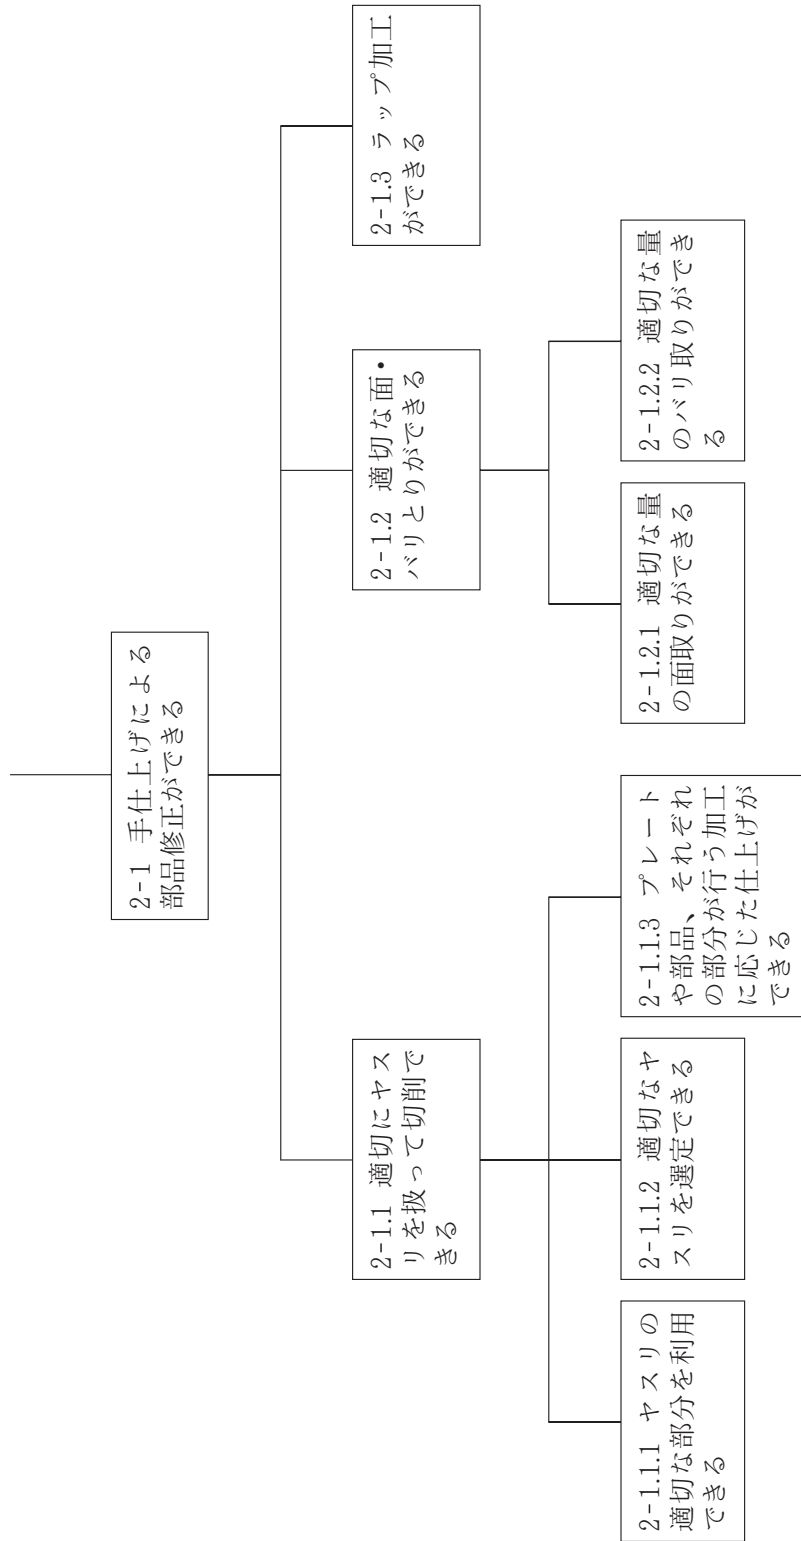 2-1 手仕上げによる
部品修正ができる
2-1.1 適切にヤス
リを扱って切削で
きる
2-1.2 適切な面・
バリとりができる
2-1.3 ラップ加工
ができる
2-1.1.1 ヤスリの
適切な部分を利用
できる
2-1.1.2 適切なヤ
スリを選定できる
2-1.1.3 プレート
や部品、それぞれ
の部分が行う加工
に応じた仕上げが
できる
2-1.2.1 適切な量
の面取りができる
2-1.2.2 適切な量
のバリ取りができ
る